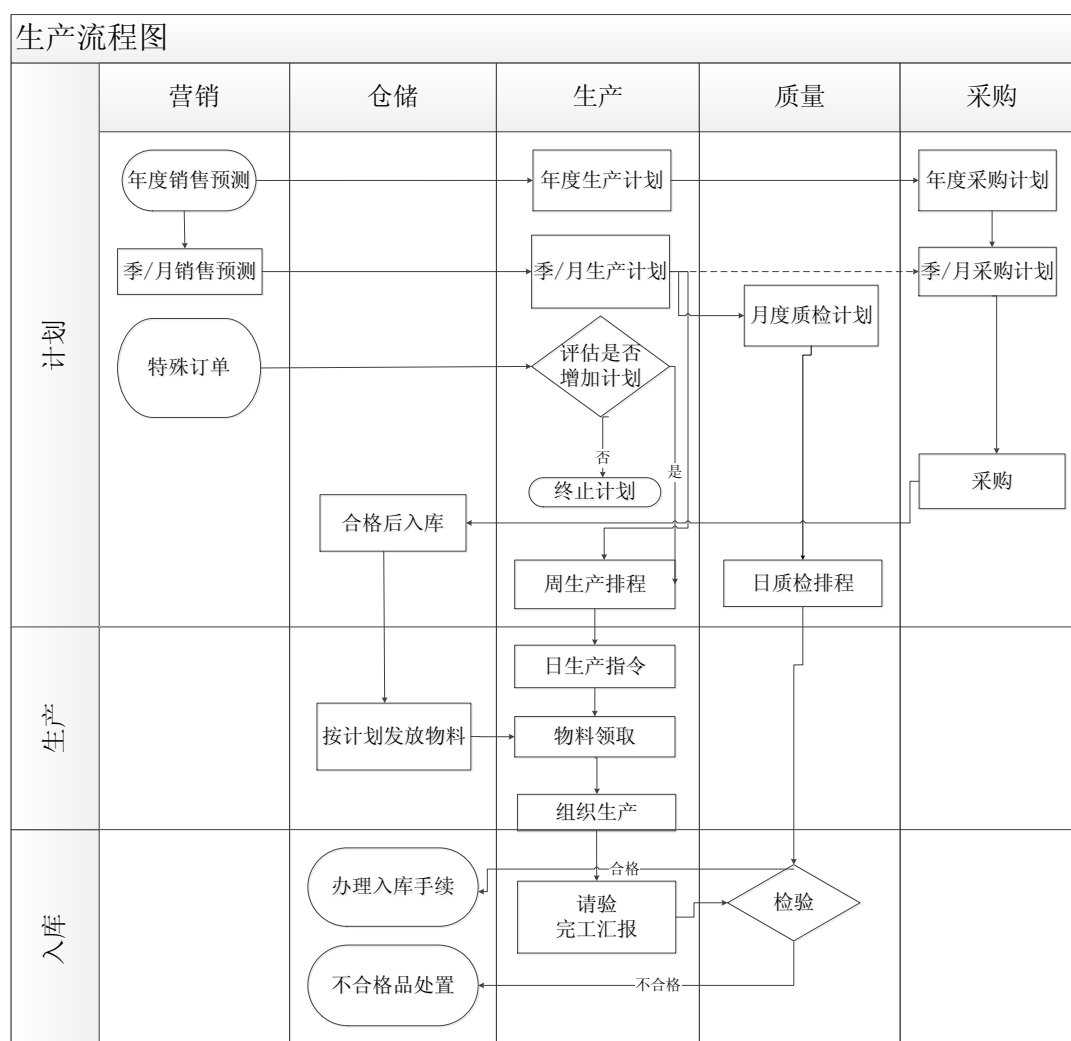 生产流程图
营销
仓储
生产
质量
采购
计划
年度销售预测
年度生产计划
年度采购计划
季/月销售预测
季/月生产计划
季/月采购计划
月度质检计划
特殊订单
评估是否
增加计划
否
是
终止计划
采购
合格后入库
周生产排程
日质检排程
生产
日生产指令
按计划发放物料
物料领取
组织生产
入库
办理入库手续
合格
请验
完工汇报
检验
不合格品处置
不合格